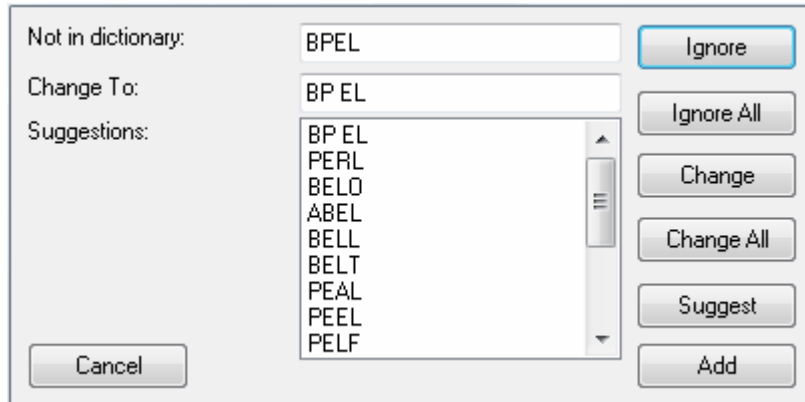 Not in dictionary:
BPEL
Ignore
Change To:
BP EL
Ignore All
Suggestions:
BP EL
PERL
BELO
ABEL
BELL
BELT
PEAL
PEEL
PELF
Change
Change All
Suggest
Cancel
Add